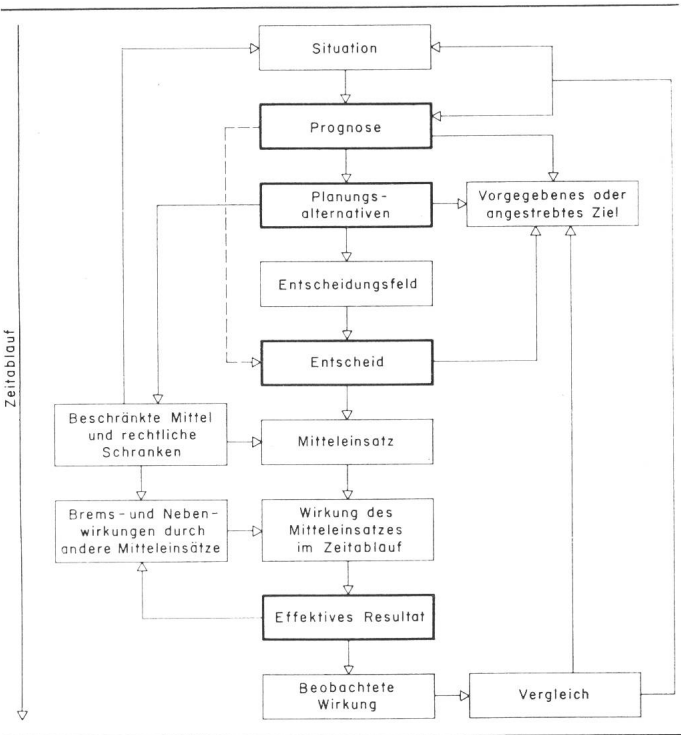 Situation
Prognose
Planungs-
alternativen
Vorgegebenes oder
angestrebtes Ziel
Entscheidungsfeld
Entscheid
Zeitablauf
Beschränkte Mittel
und rechtliche
Schranken
Mitteleinsatz
Brems- und Neben-
wirkungen durch
andere Mitteleinsätze
Wirkung des
Mitteleinsatzes
im Zeitablauf
Effektives Resultat
Beobachtete
Wirkung
Vergleich